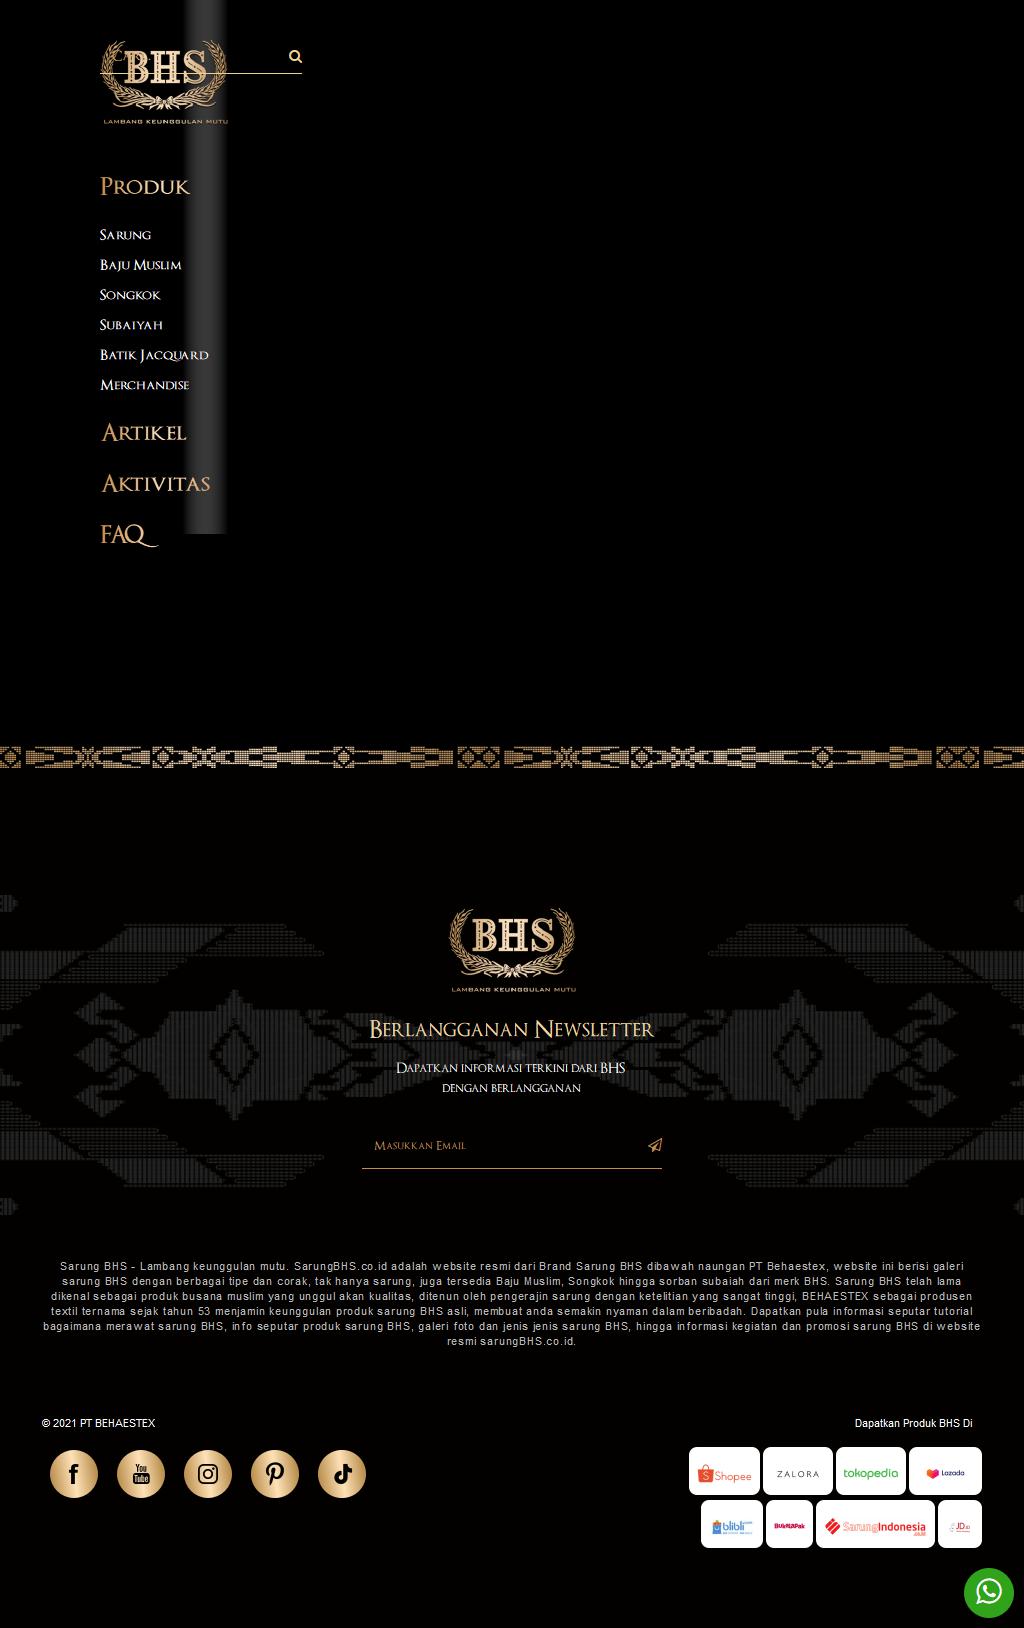 BHS
LAMBANG KEUNGGULAN MUTU
Produk
Sarung
Baju Muslim
Songkok
Subaiyah
Batik Jacquard
Merchandise
Artikel
Aktivitas
FAQ
BHS
LAMBANG KEUNGGULAN MUTU
Berlangganan Newsletter
Dapatkan informasi terkini dari BHS
dengan berlangganan
Masukkan Email
Sarung BHS - Lambang keunggulan mutu. SarungBHS.co.id adalah website resmi dari Brand Sarung BHS dibawah naungan PT Behaestex, website ini berisi galeri
sarung BHS dengan berbagai tipe dan corak, tak hanya sarung, juga tersedia Baju Muslim, Songkok hingga sorban subaiah dari merk BHS. Sarung BHS telah lama
dikenal sebagai produk busana muslim yang unggul akan kualitas, ditenun oleh pengerajin sarung dengan ketelitian yang sangat tinggi, BEHAESTEX sebagai produsen
textil ternama sejak tahun 53 menjamin keunggulan produk sarung BHS asli, membuat anda semakin nyaman dalam beribadah. Dapatkan pula informasi seputar tutorial
bagaimana merawat sarung BHS, info seputar produk sarung BHS, galeri foto dan jenis jenis sarung BHS, hingga informasi kegiatan dan promosi sarung BHS di website
resmi sarungBHS.co.id.
© 2021 PT BEHAESTEX
Dapatkan Produk BHS Di
You Tube
Shopee ZALORA tokopedia Lazada
blibli.com BukaLapak SarungIndonesia JD.ID